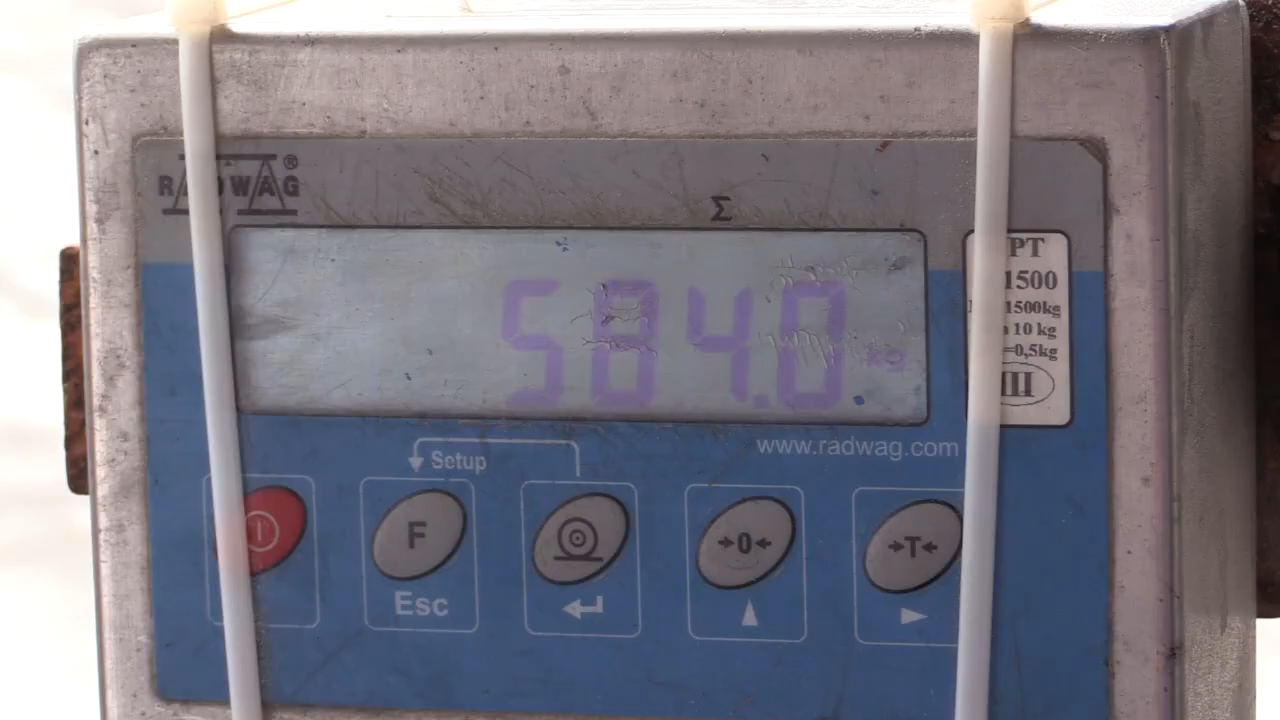 RADWAG®
Σ
584.0 kg
PT
1500
1500kg
10 kg
=0,5kg
III
www.radwag.com
Setup
F
→0←
→T←
Esc